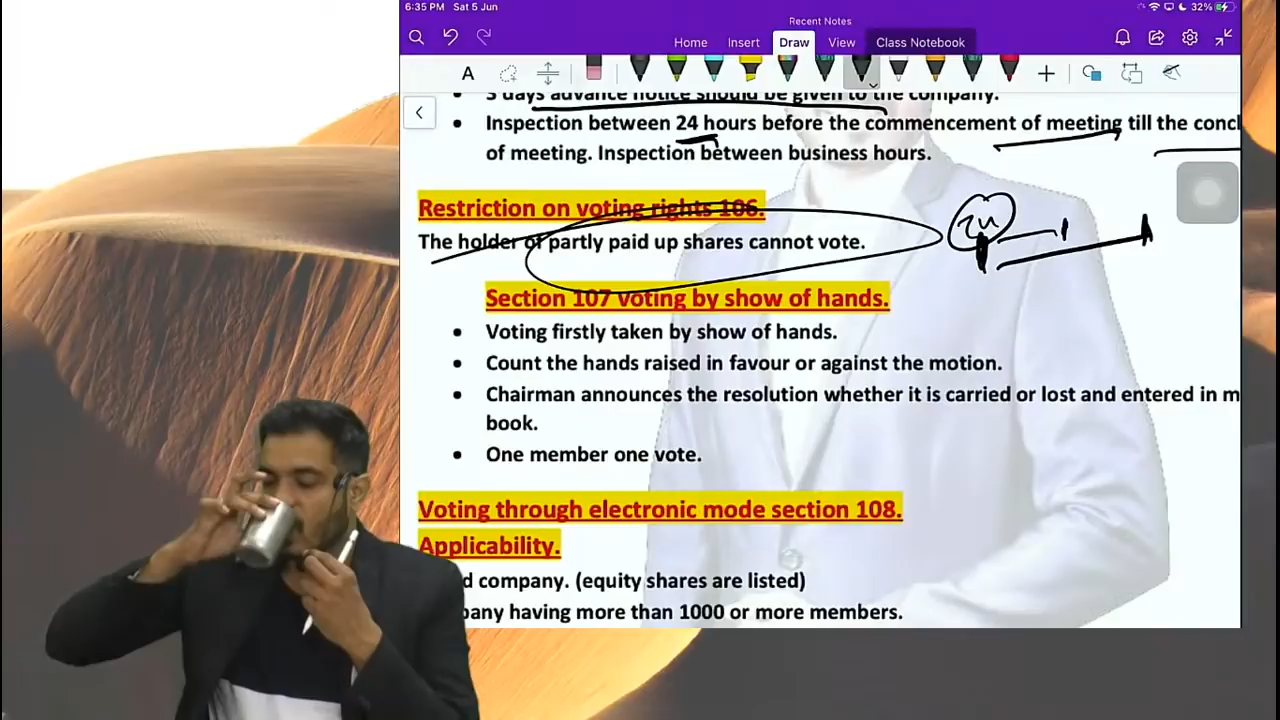 6:35 PM Sat 5 Jun
32%
Recent Notes
Home Insert Draw View Class Notebook
A
• 3 days advance notice should be given to the company.
• Inspection between 24 hours before the commencement of meeting till the concl
of meeting. Inspection between business hours.
Restriction on voting rights 106.
The holder of partly paid up shares cannot vote.
Section 107 voting by show of hands.
• Voting firstly taken by show of hands.
• Count the hands raised in favour or against the motion.
• Chairman announces the resolution whether it is carried or lost and entered in m
book.
• One member one vote.
Voting through electronic mode section 108.
Applicability.
d company. (equity shares are listed)
pany having more than 1000 or more members.